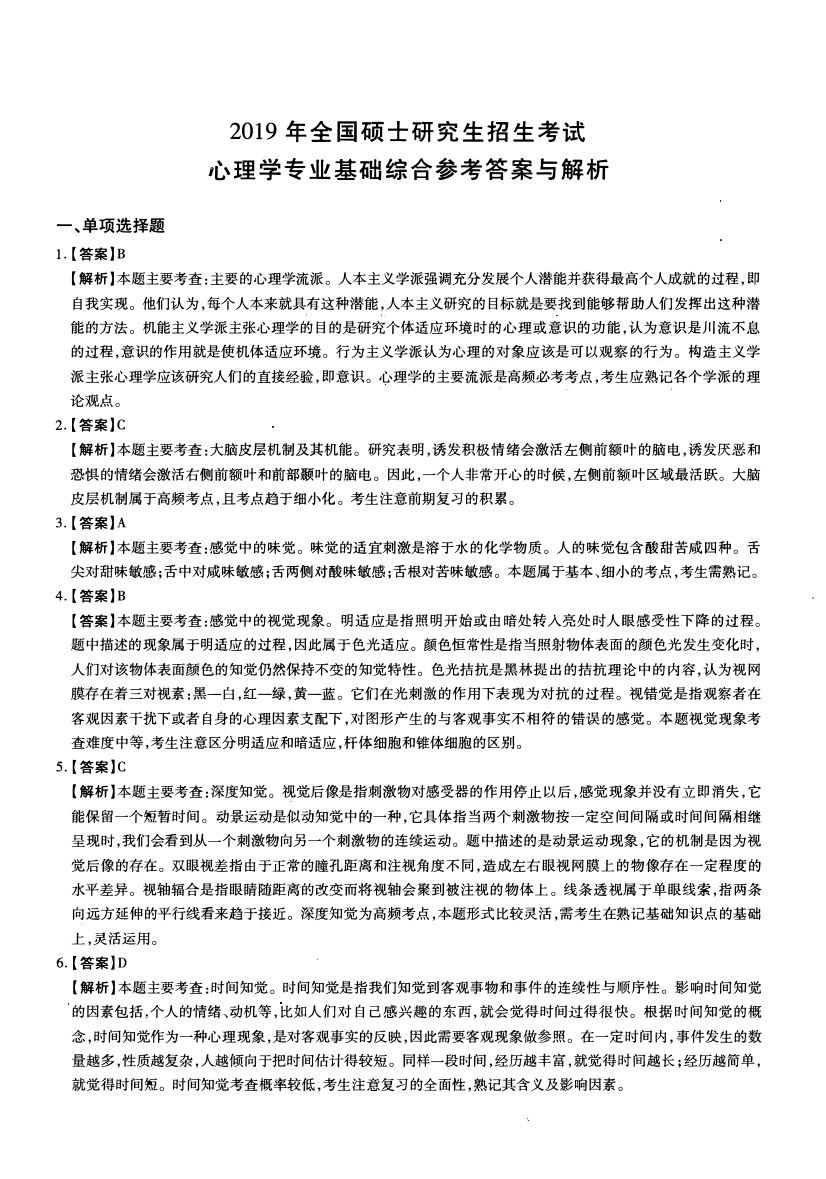 2019 年全国硕士研究生招生考试
心理学专业基础综合参考答案与解析
一、单项选择题
1.【答案】B
【解析】本题主要考查:主要的心理学流派。人本主义学派强调充分发展个人潜能并获得最高个人成就的过程,即
自我实现。他们认为,每个人本来就具有这种潜能,人本主义研究的目标就是要找到能够帮助人们发挥出这种潜
能的方法。机能主义学派主张心理学的目的是研究个体适应环境时的心理或意识的功能,认为意识是川流不息
的过程,意识的作用就是使机体适应环境。行为主义学派认为心理的对象应该是可以观察的行为。构造主义学
派主张心理学应该研究人们的直接经验,即意识。心理学的主要流派是高频必考考点,考生应熟记各个学派的理
论观点。
2.【答案】C
【解析】本题主要考查:大脑皮层机制及其机能。研究表明,诱发积极情绪会激活左侧前额叶的脑电,诱发厌恶和
恐惧的情绪会激活右侧前额叶和前部颞叶的脑电。因此,一个人非常开心的时候,左侧前额叶区域最活跃。大脑
皮层机制属于高频考点,且考点趋于细小化。考生注意前期复习的积累。
3.【答案】A
【解析】本题主要考查:感觉中的味觉。味觉的适宜刺激是溶于水的化学物质。人的味觉包含酸甜苦咸四种。舌
尖对甜味敏感;舌中对咸味敏感;舌两侧对酸味敏感;舌根对苦味敏感。本题属于基本、细小的考点,考生需熟记。
4.【答案】B
【答案】本题主要考查:感觉中的视觉现象。明适应是指照明开始或由暗处转入亮处时人眼感受性下降的过程。
题中描述的现象属于明适应的过程,因此属于色光适应。颜色恒常性是指当照射物体表面的颜色光发生变化时,
人们对该物体表面颜色的知觉仍然保持不变的知觉特性。色光拮抗是黑林提出的拮抗理论中的内容,认为视网
膜存在着三对视素:黑—白,红—绿,黄—蓝。它们在光刺激的作用下表现为对抗的过程。视错觉是指观察者在
客观因素干扰下或者自身的心理因素支配下,对图形产生的与客观事实不相符的错误的感觉。本题视觉现象考
查难度中等,考生注意区分明适应和暗适应,杆体细胞和锥体细胞的区别。
5.【答案】C
【解析】本题主要考查:深度知觉。视觉后像是指刺激物对感受器的作用停止以后,感觉现象并没有立即消失,它
能保留一个短暂时间。动景运动是似动知觉中的一种,它具体指当两个刺激物按一定空间间隔或时间间隔相继
呈现时,我们会看到从一个刺激物向另一个刺激物的连续运动。题中描述的是动景运动现象,它的机制是因为视
觉后像的存在。双眼视差指由于正常的瞳孔距离和注视角度不同,造成左右眼视网膜上的物像存在一定程度的
水平差异。视轴辐合是指眼睛随距离的改变而将视轴会聚到被注视的物体上。线条透视属于单眼线索,指两条
向远方延伸的平行线看来趋于接近。深度知觉为高频考点,本题形式比较灵活,需考生在熟记基础知识点的基础
上,灵活运用。
6.【答案】D
【解析】本题主要考查:时间知觉。时间知觉是指我们知觉到客观事物和事件的连续性与顺序性。影响时间知觉
的因素包括,个人的情绪、动机等,比如人们对自己感兴趣的东西,就会觉得时间过得很快。根据时间知觉的概
念,时间知觉作为一种心理现象,是对客观事实的反映,因此需要客观现象做参照。在一定时间内,事件发生的数
量越多,性质越复杂,人越倾向于把时间估计得较短。同样一段时间,经历越丰富,就觉得时间越长;经历越简单,
就觉得时间短。时间知觉考查概率较低,考生注意复习的全面性,熟记其含义及影响因素。